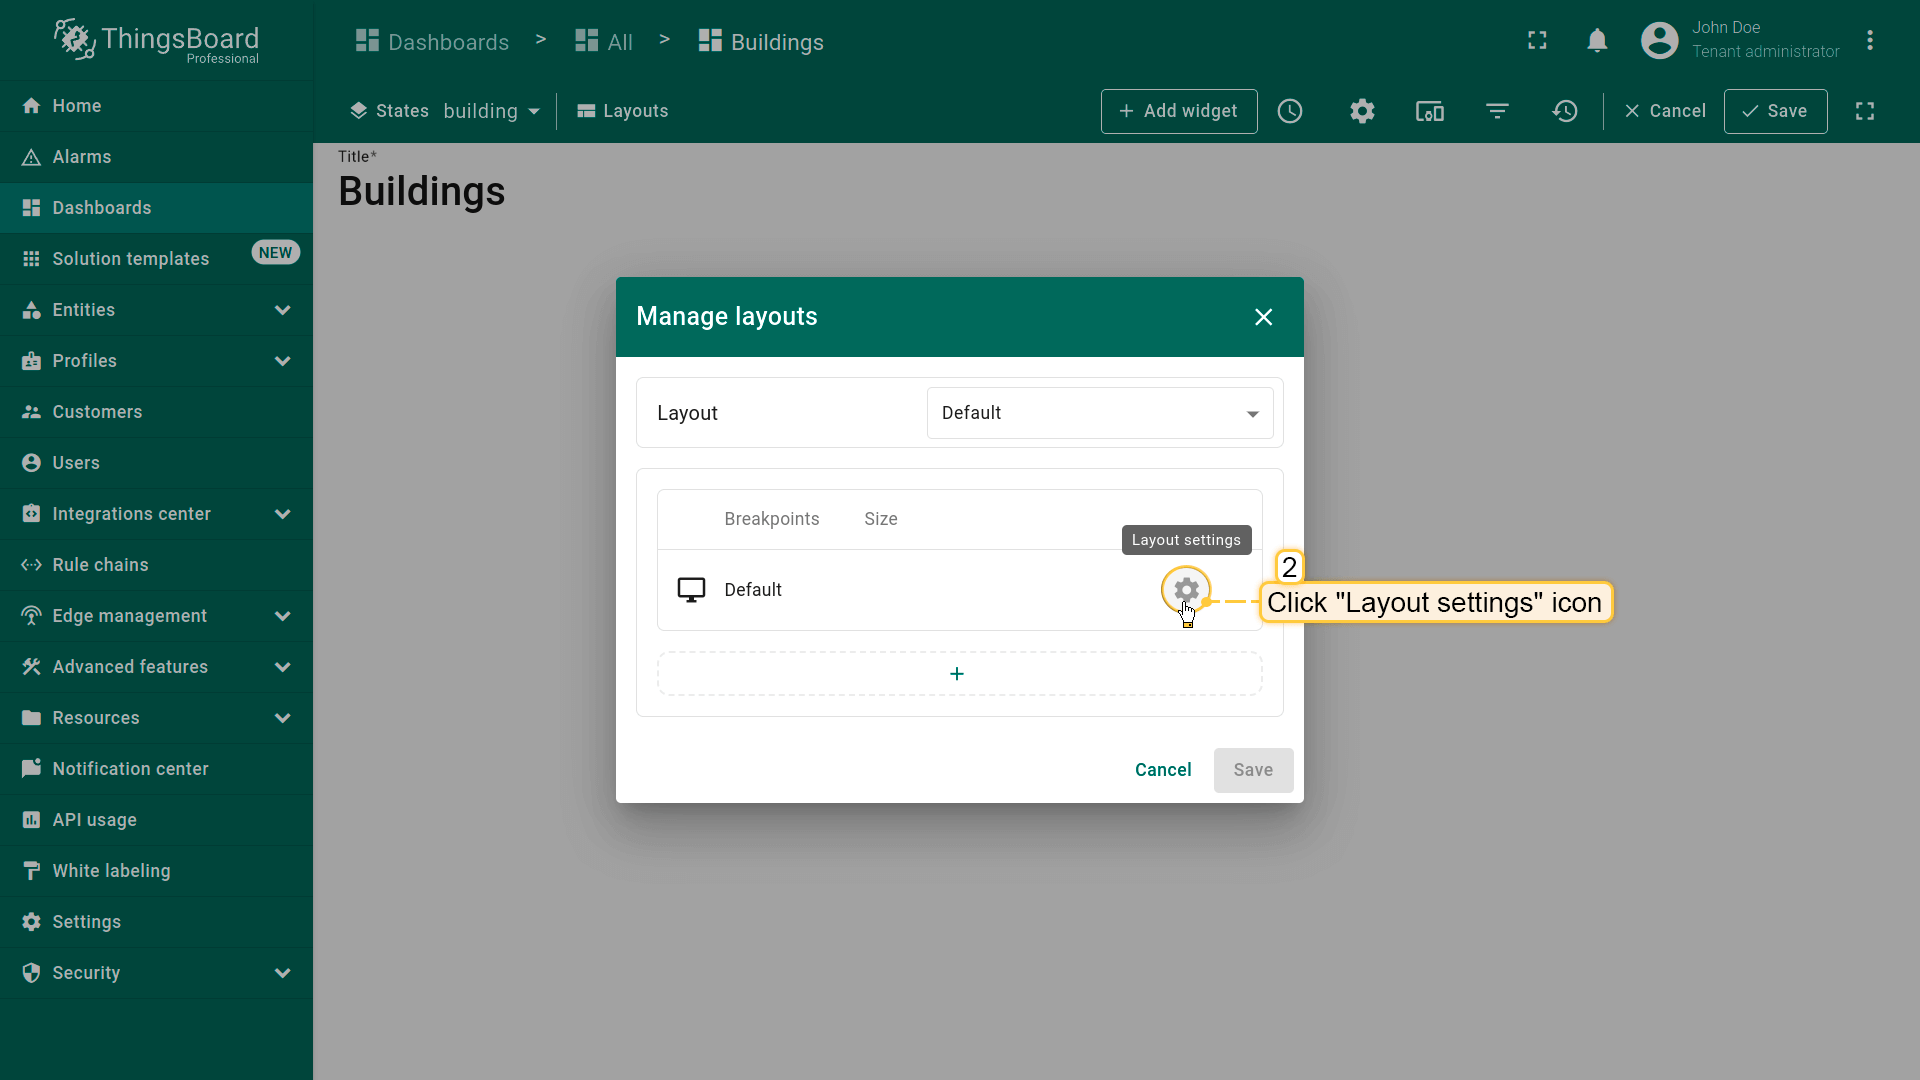 ThingsBoard
Professional
Dashboards > All > Buildings
John Doe
Tenant administrator
States building
Layouts
+ Add widget
Cancel
Save
Home
Alarms
Dashboards
Solution templates NEW
Entities
Profiles
Customers
Users
Integrations center
Rule chains
Edge management
Advanced features
Resources
Notification center
API usage
White labeling
Settings
Security
Title*
Buildings
Manage layouts
Layout
Default
Breakpoints Size
Layout settings
Default
2
Click "Layout settings" icon
+
Cancel
Save